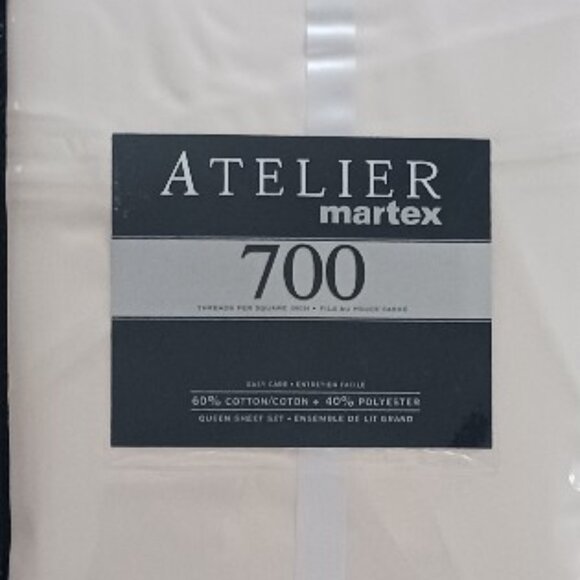 ATELIER
martex
700
THREADS PER SQUARE INCH • FILS AU POUCE CARRÉ
EASY CARE • ENTRETIEN FACILE
60% COTTON/COTON + 40% POLYESTER
QUEEN SHEET SET • ENSEMBLE DE LIT GRAND